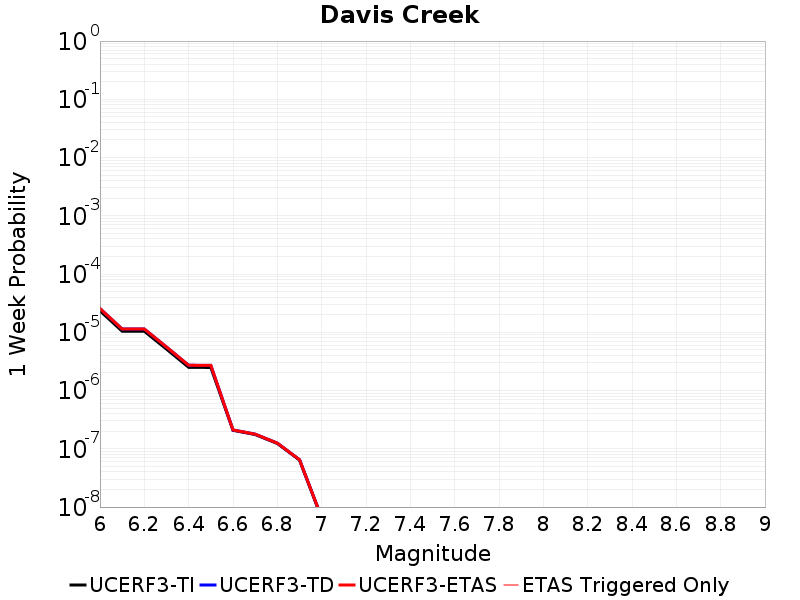 Davis Creek
10^0
10^-1
10^-2
10^-3
10^-4
10^-5
10^-6
10^-7
10^-8
1 Week Probability
6 6.2 6.4 6.6 6.8 7 7.2 7.4 7.6 7.8 8 8.2 8.4 8.6 8.8 9
Magnitude
UCERF3-TI UCERF3-TD UCERF3-ETAS ETAS Triggered Only